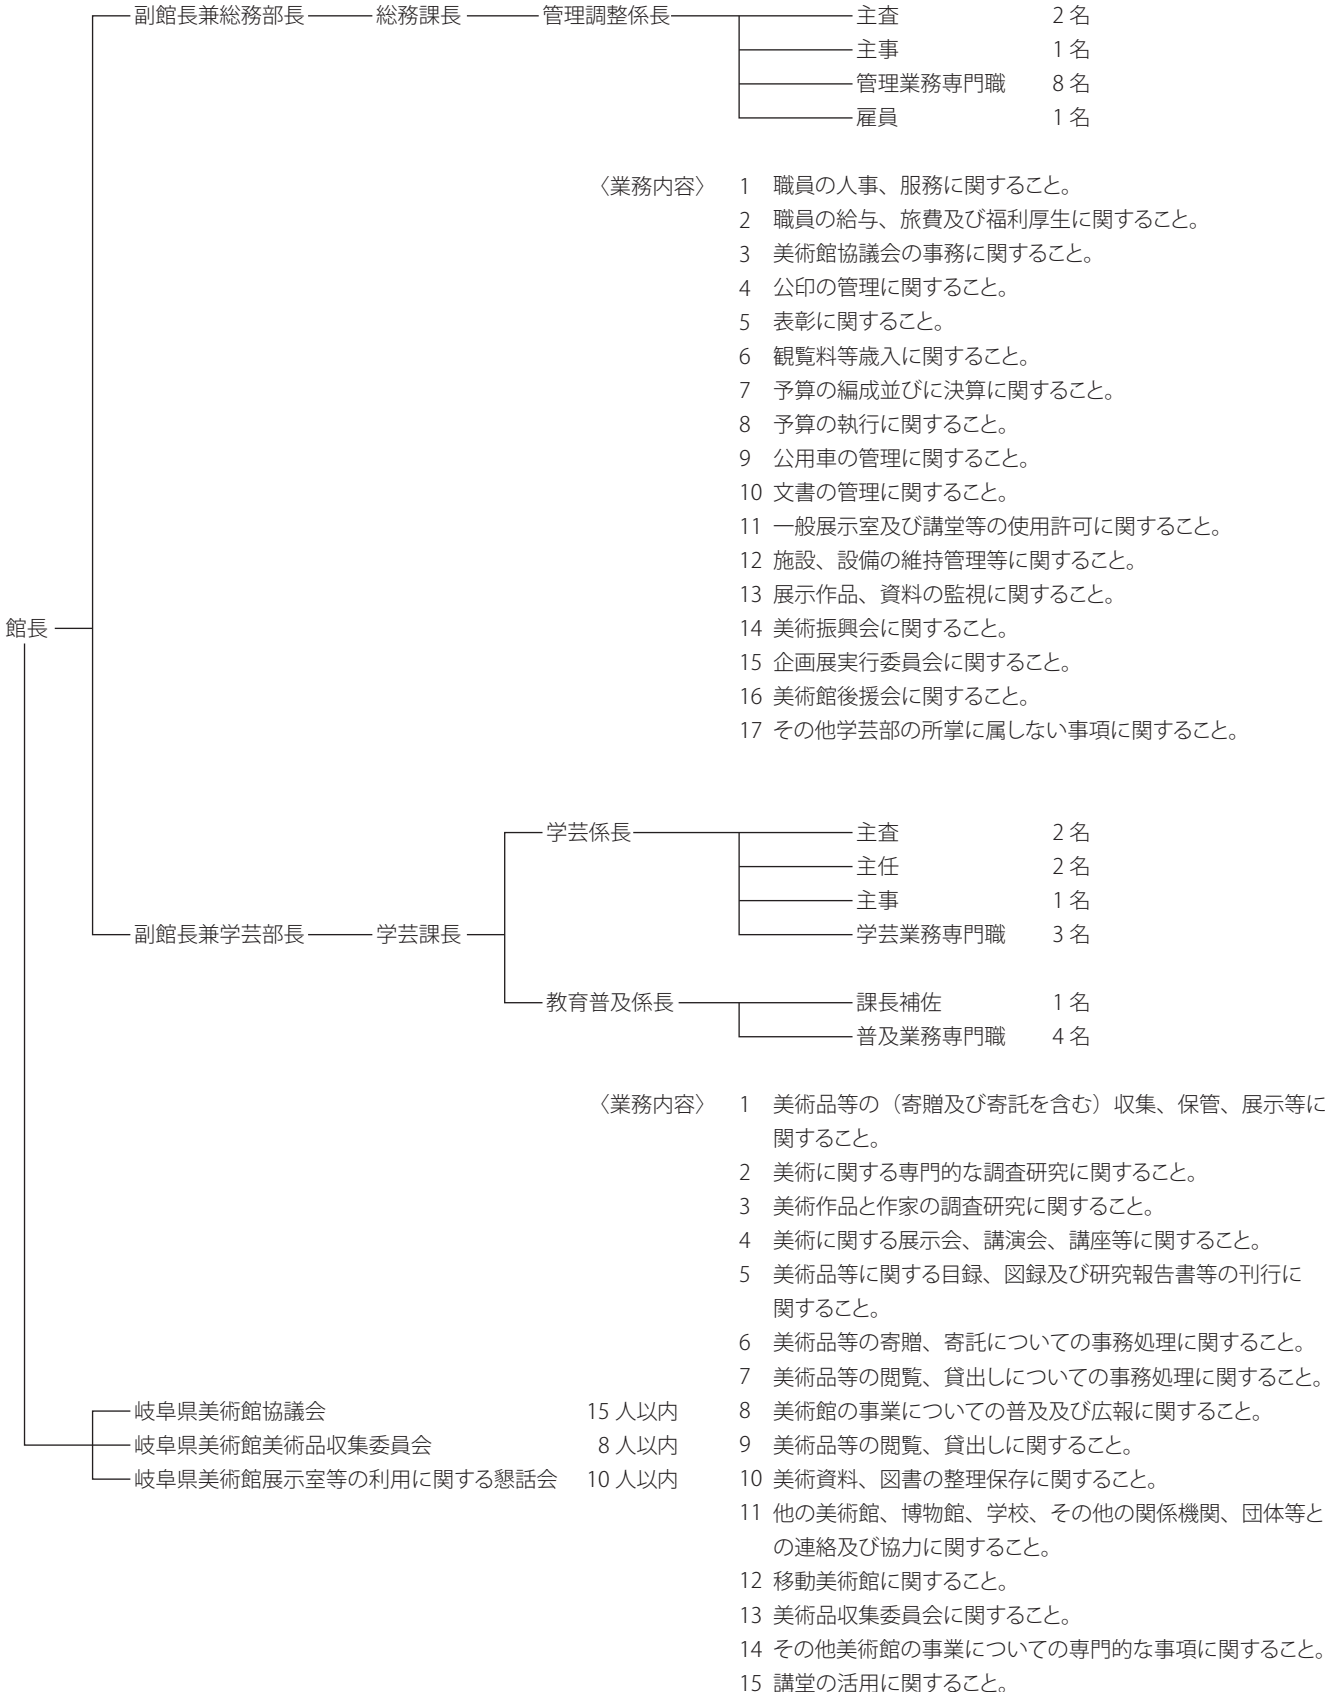 副館長兼総務部長 総務課長 管理調整係長 主査 2名
主事 1名
管理業務専門職 8名
雇員 1名
〈業務内容〉 1 職員の人事、服務に関すること。
2 職員の給与、旅費及び福利厚生に関すること。
3 美術館協議会の事務に関すること。
4 公印の管理に関すること。
5 表彰に関すること。
6 観覧料等歳入に関すること。
7 予算の編成並びに決算に関すること。
8 予算の執行に関すること。
9 公用車の管理に関すること。
10 文書の管理に関すること。
11 一般展示室及び講堂等の使用許可に関すること。
12 施設、設備の維持管理等に関すること。
13 展示作品、資料の監視に関すること。
館長
14 美術振興会に関すること。
15 企画展実行委員会に関すること。
16 美術館後援会に関すること。
17 その他学芸部の所掌に属しない事項に関すること。
学芸係長 主査 2名
主任 2名
主事 1名
副館長兼学芸部長 学芸課長 学芸業務専門職 3名
教育普及係長 課長補佐 1名
普及業務専門職 4名
〈業務内容〉 1 美術品等の（寄贈及び寄託を含む）収集、保管、展示等に
関すること。
2 美術に関する専門的な調査研究に関すること。
3 美術作品と作家の調査研究に関すること。
4 美術に関する展示会、講演会、講座等に関すること。
5 美術品等に関する目録、図録及び研究報告書等の刊行に
関すること。
6 美術品等の寄贈、寄託についての事務処理に関すること。
7 美術品等の閲覧、貸出しについての事務処理に関すること。
岐阜県美術館協議会 15人以内
岐阜県美術館美術品収集委員会 8人以内
岐阜県美術館展示室等の利用に関する懇話会 10人以内
8 美術館の事業についての普及及び広報に関すること。
9 美術品等の閲覧、貸出しに関すること。
10 美術資料、図書の整理保存に関すること。
11 他の美術館、博物館、学校、その他の関係機関、団体等と
の連絡及び協力に関すること。
12 移動美術館に関すること。
13 美術品収集委員会に関すること。
14 その他美術館の事業についての専門的な事項に関すること。
15 講堂の活用に関すること。